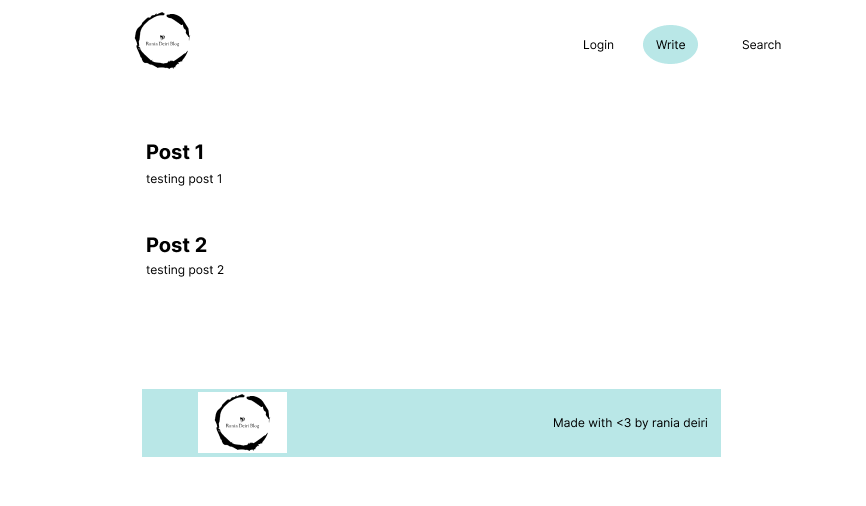 Rania Deiri Blog
Login
Write
Search
Post 1
testing post 1
Post 2
testing post 2
Rania Deiri Blog
Made with <3 by rania deiri